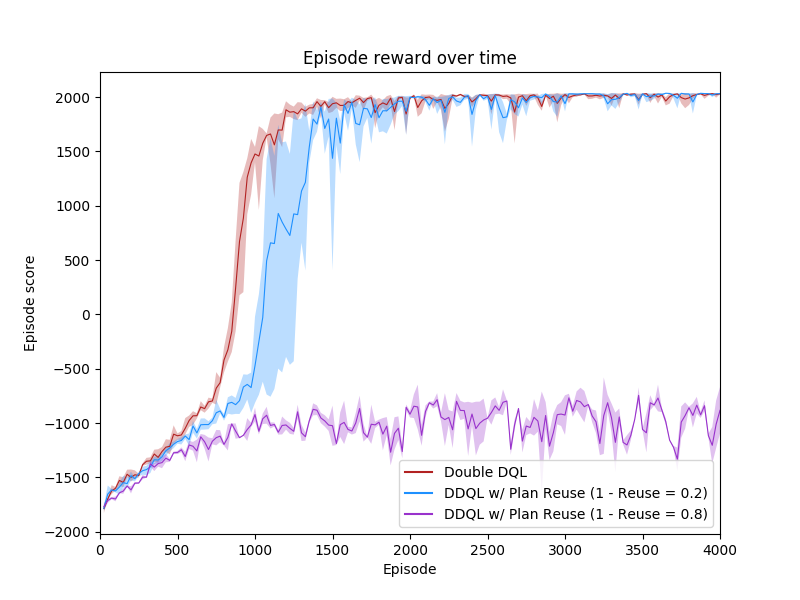 Episode reward over time
Episode score
2000
1500
1000
500
0
−500
−1000
−1500
−2000
Double DQL
DDQL w/ Plan Reuse (1 - Reuse = 0.2)
DDQL w/ Plan Reuse (1 - Reuse = 0.8)
0 500 1000 1500 2000 2500 3000 3500 4000
Episode